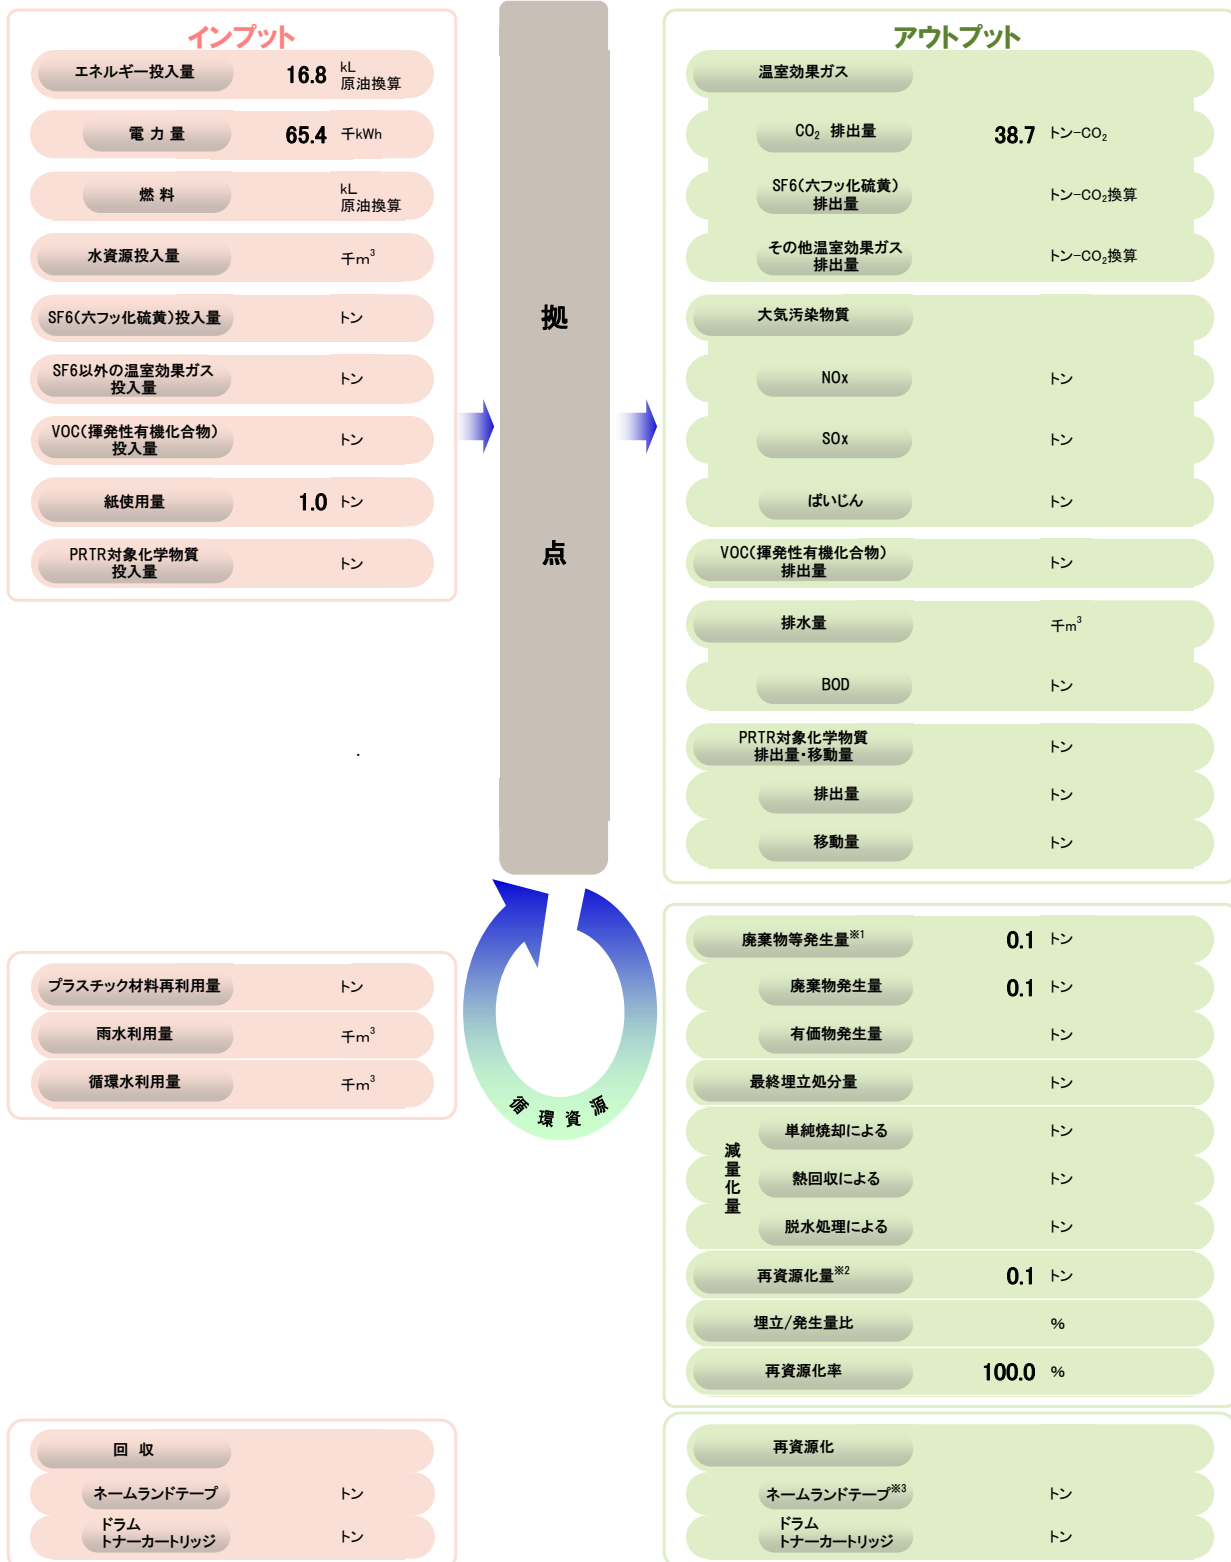 インプット
エネルギー投入量 16.8 kL
原油換算
電力量 65.4 千kWh
燃料 kL
原油換算
水資源投入量 千m³
SF6(六フッ化硫黄)投入量 トン
SF6以外の温室効果ガス
投入量 トン
VOC(揮発性有機化合物)
投入量 トン
紙使用量 1.0 トン
PRTR対象化学物質
投入量 トン
拠
点
アウトプット
温室効果ガス
CO₂ 排出量 38.7 トン-CO₂
SF6(六フッ化硫黄)
排出量 トン-CO₂換算
その他温室効果ガス
排出量 トン-CO₂換算
大気汚染物質
NOx トン
SOx トン
ばいじん トン
VOC(揮発性有機化合物)
排出量 トン
排水量 千m³
BOD トン
PRTR対象化学物質
排出量・移動量 トン
排出量 トン
移動量 トン
プラスチック材料再利用量 トン
雨水利用量 千m³
循環水利用量 千m³
循環資源
廃棄物等発生量※1 0.1 トン
廃棄物発生量 0.1 トン
有価物発生量 トン
最終埋立処分量 トン
減量化量
単純焼却による トン
熱回収による トン
脱水処理による トン
再資源化量※2 0.1 トン
埋立/発生量比 %
再資源化率 100.0 %
回 収
ネームランドテープ トン
ドラム
トナーカートリッジ トン
再資源化
ネームランドテープ※3 トン
ドラム
トナーカートリッジ トン